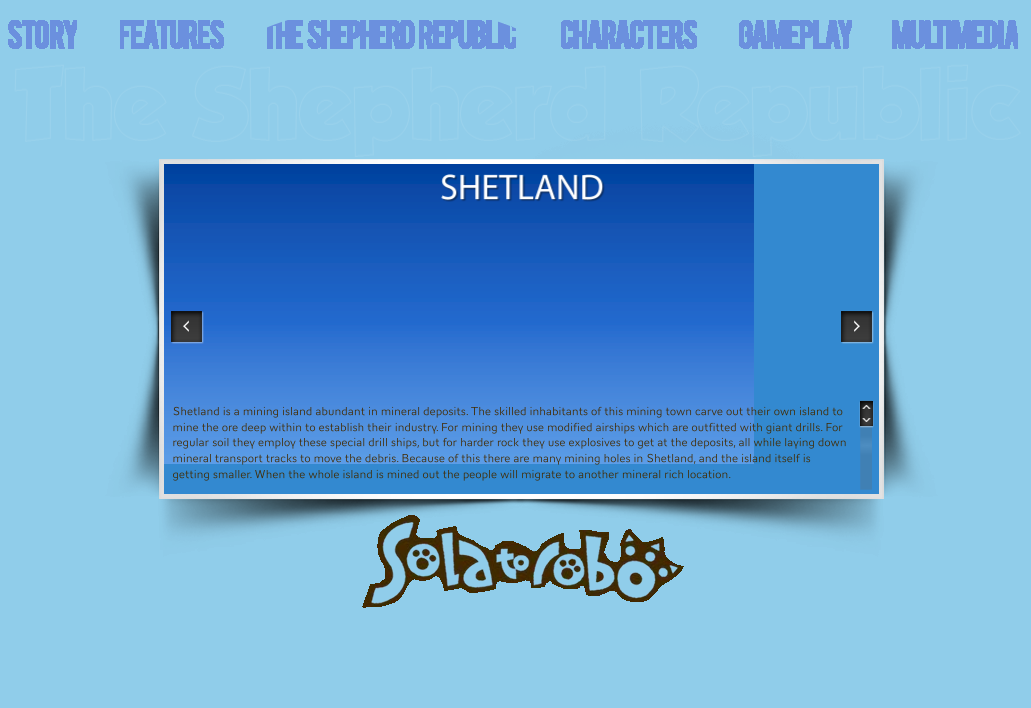 STORY FEATURES THE SHEPHERD REPUBLIC CHARACTERS GAMEPLAY MULTIMEDIA
The Shepherd Republic
SHETLAND
Shetland is a mining island abundant in mineral deposits. The skilled inhabitants of this mining town carve out their own island to
mine the ore deep within to establish their industry. For mining they use modified airships which are outfitted with giant drills. For
regular soil they employ these special drill ships, but for harder rock they use explosives to get at the deposits, all while laying down
mineral transport tracks to move the debris. Because of this there are many mining holes in Shetland, and the island itself is
getting smaller. When the whole island is mined out the people will migrate to another mineral rich location.
Solatorobo